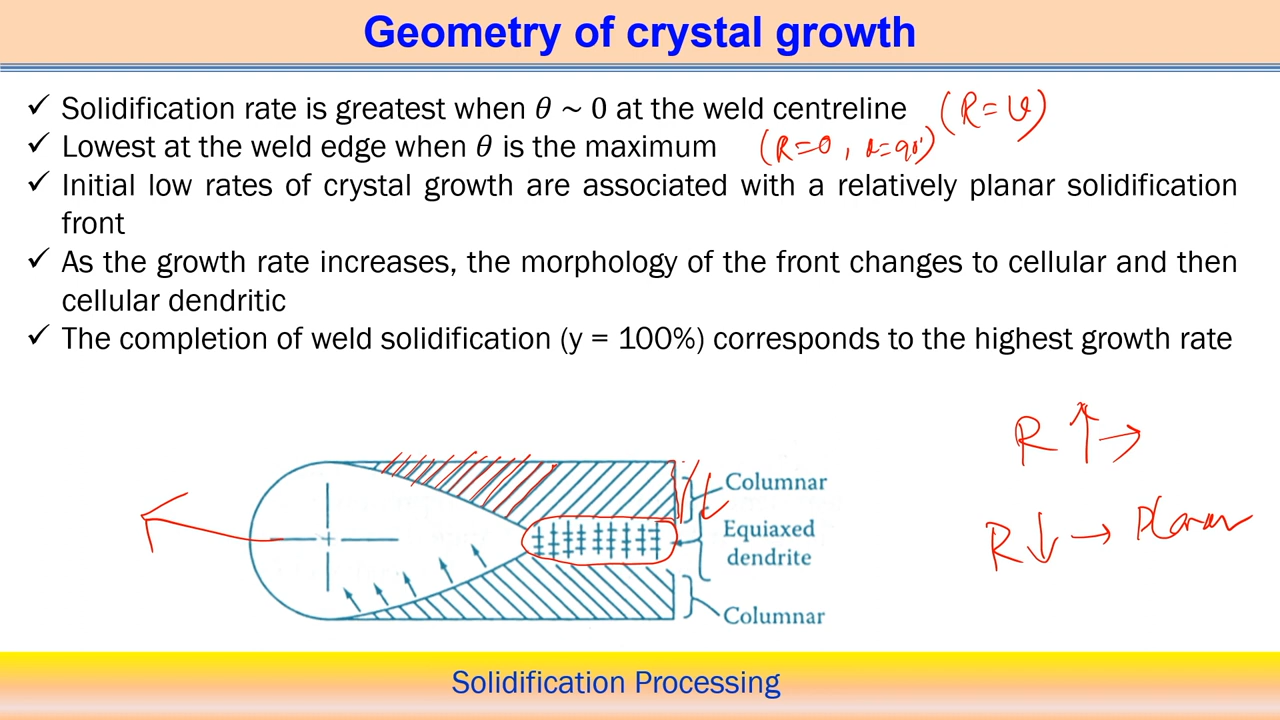 Geometry of crystal growth
✓ Solidification rate is greatest when θ ~ 0 at the weld centreline (R=υ)
✓ Lowest at the weld edge when θ is the maximum (R=0, α=90°)
✓ Initial low rates of crystal growth are associated with a relatively planar solidification
front
✓ As the growth rate increases, the morphology of the front changes to cellular and then
cellular dendritic
✓ The completion of weld solidification (y = 100%) corresponds to the highest growth rate
R ↑ →
Columnar
Equiaxed
dendrite
R ↓ → Planar
Columnar
Solidification Processing